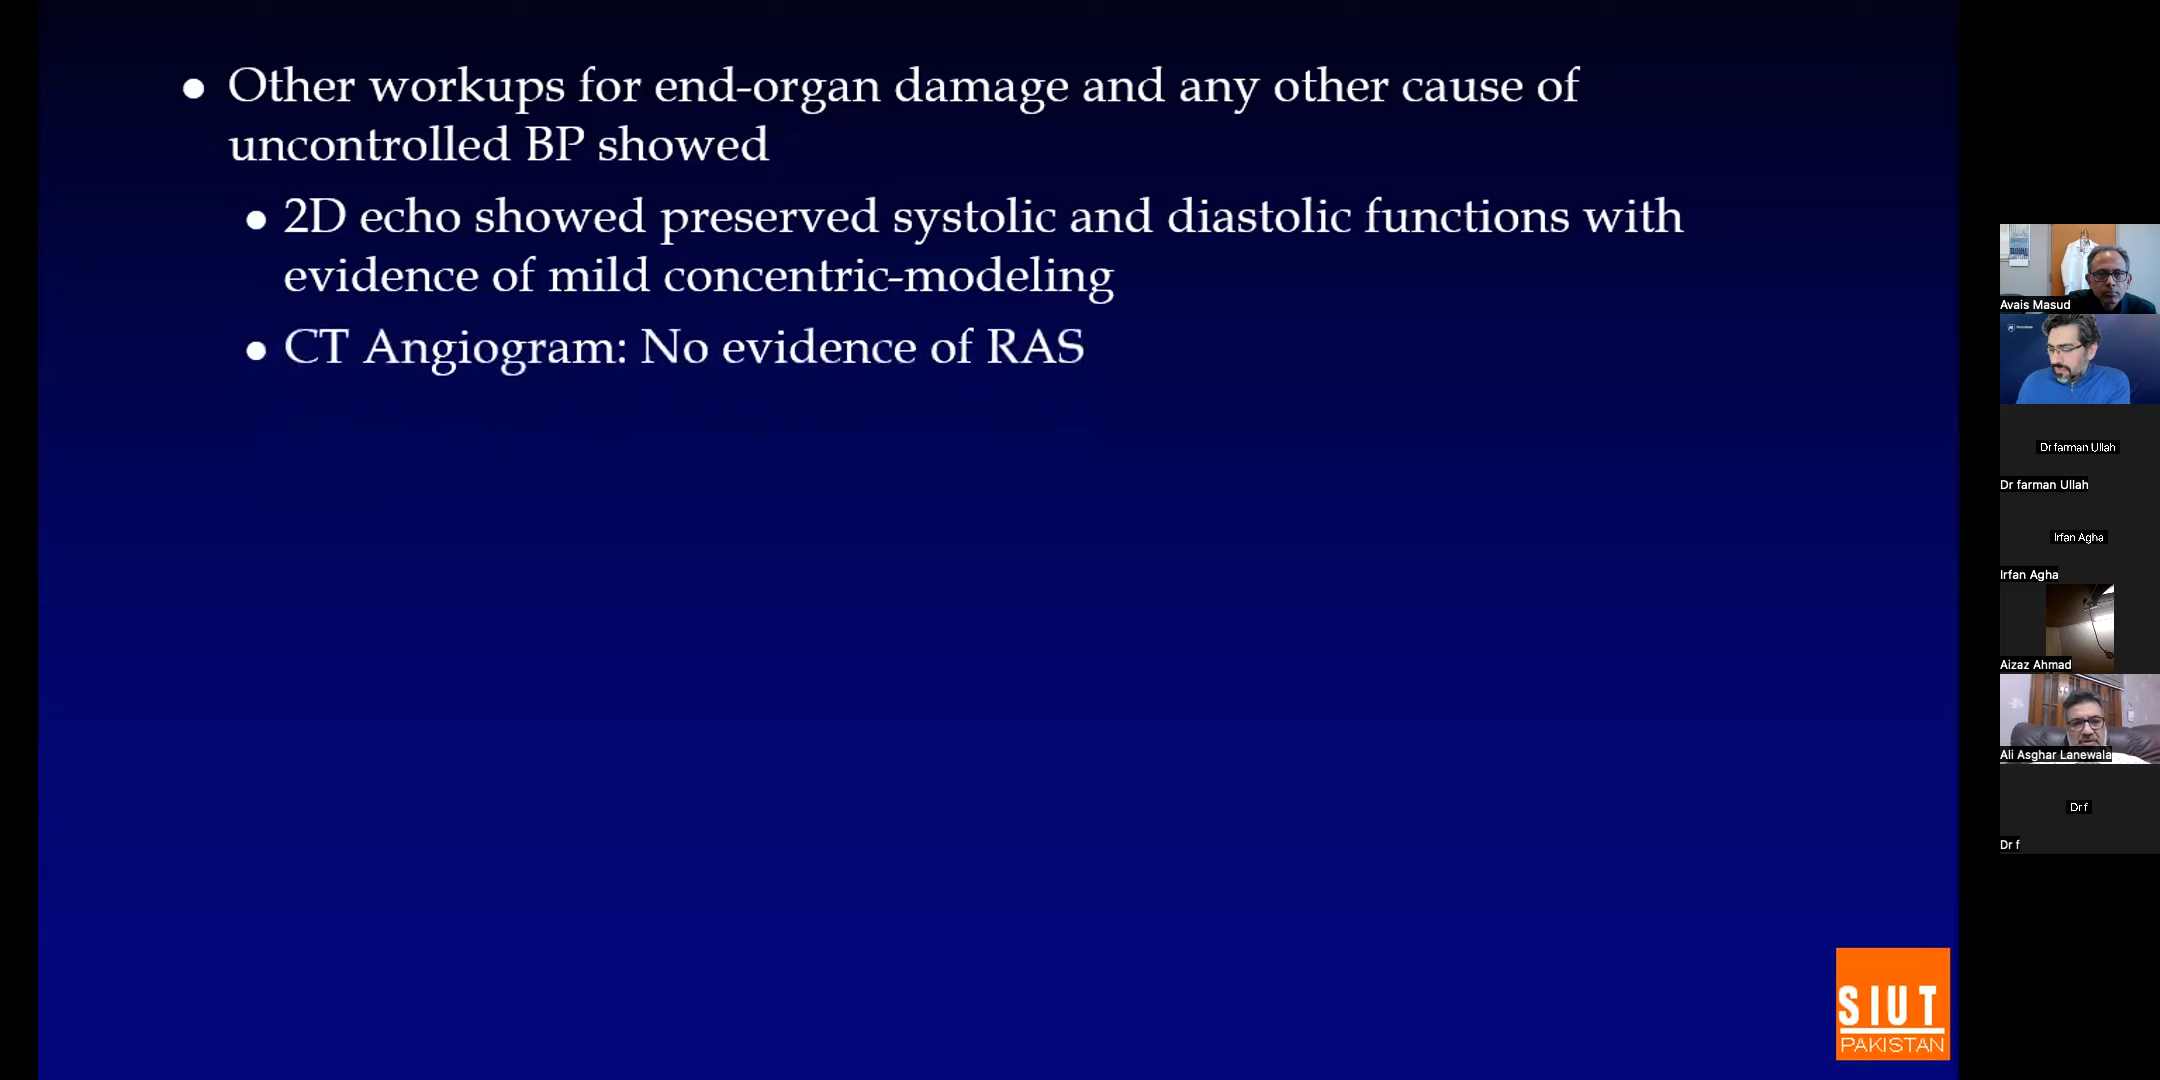 ● Other workups for end-organ damage and any other cause of
uncontrolled BP showed
● 2D echo showed preserved systolic and diastolic functions with
evidence of mild concentric-modeling
● CT Angiogram: No evidence of RAS
Avais Masud
Dr farman Ullah
Dr farman Ullah
Irfan Agha
Irfan Agha
Aizaz Ahmad
Ali Asghar Lanewala
Dr f
Dr f
SIUT
PAKISTAN